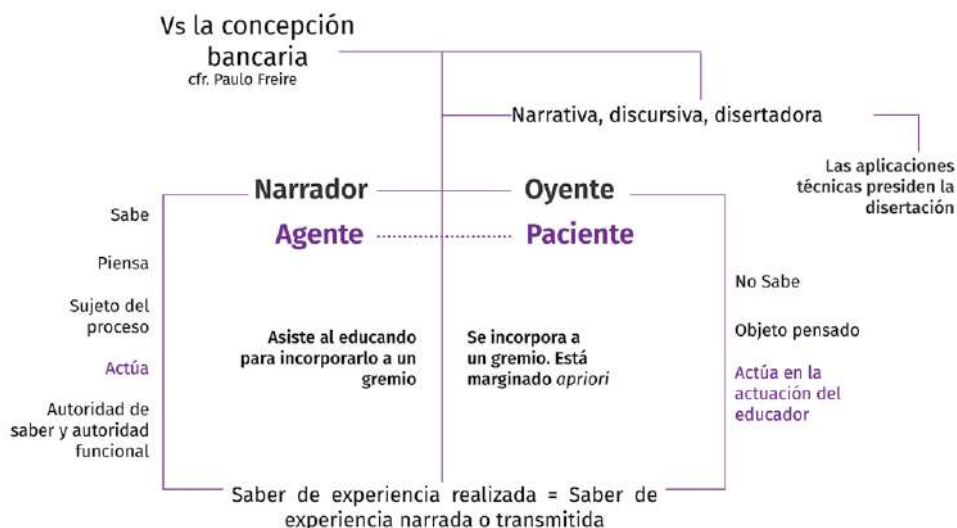 Vs la concepción
bancaria
cfr. Paulo Freire
Narrativa, discursiva, disertadora
Las aplicaciones
técnicas presiden la
disertación
Narrador
Oyente
Agente
Paciente
Sabe
Piensa
Sujeto del
proceso
Actúa
Autoridad de
saber y autoridad
funcional
Asiste al educando
para incorporarlo a un
gremio
Se incorpora a
un gremio. Está
marginado apriori
No Sabe
Objeto pensado
Actúa en la
actuación del
educador
Saber de experiencia realizada = Saber de
experiencia narrada o transmitida